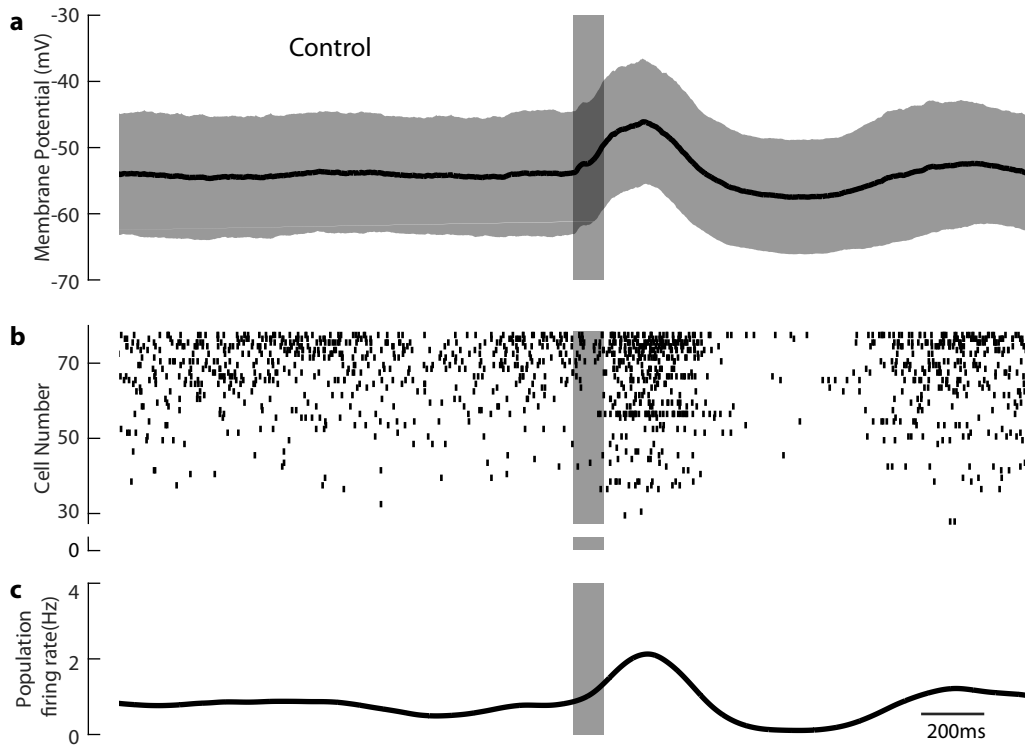 a
Control
Membrane Potential (mV)
-30
-40
-50
-60
-70
b
Cell Number
70
50
30
0
c
Population
firing rate(Hz)
4
2
0
200ms